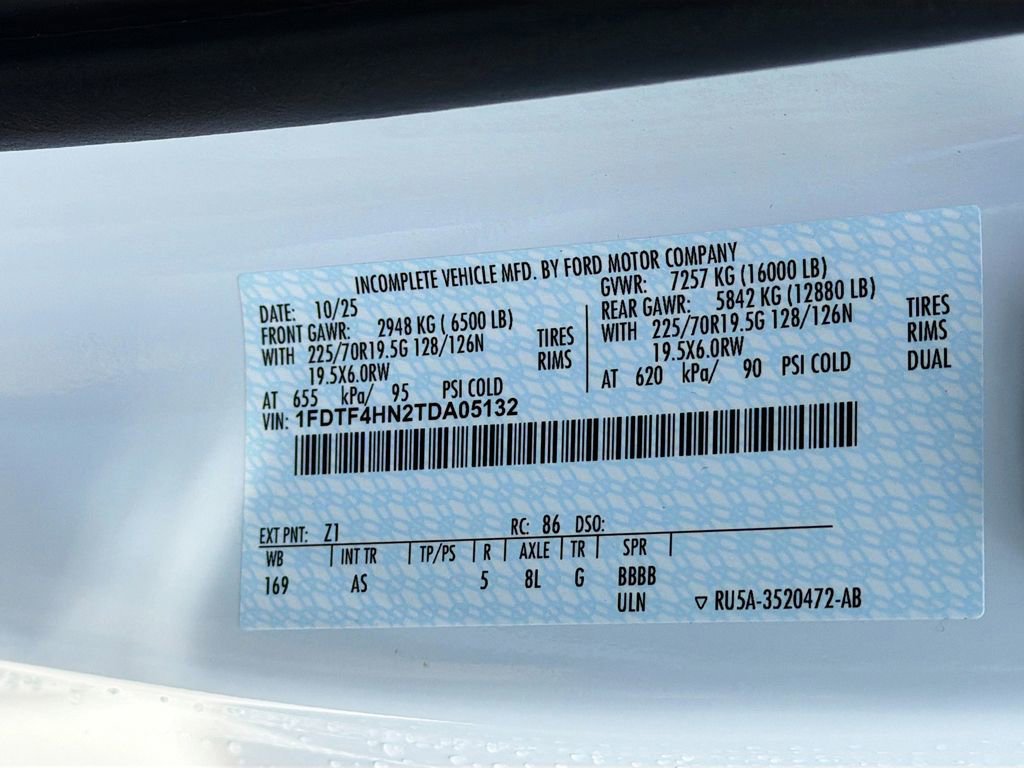 INCOMPLETE VEHICLE MFD. BY FORD MOTOR COMPANY
DATE: 10/25
FRONT GAWR: 2948 KG ( 6500 LB)
WITH 225/70R19.5G 128/126N TIRES
19.5X6.0RW RIMS
AT 655 kPa/ 95 PSI COLD
GVWR: 7257 KG (16000 LB)
REAR GAWR: 5842 KG (12880 LB)
WITH 225/70R19.5G 128/126N TIRES
19.5X6.0RW RIMS
AT 620 kPa/ 90 PSI COLD DUAL
VIN: 1FDTF4HN2TDA05132
EXT PNT: Z1 RC: 86 DSO:
WB INT TR TP/PS R AXLE TR SPR
169 AS 5 8L G BBBB
ULN ▽ RU5A-3520472-AB